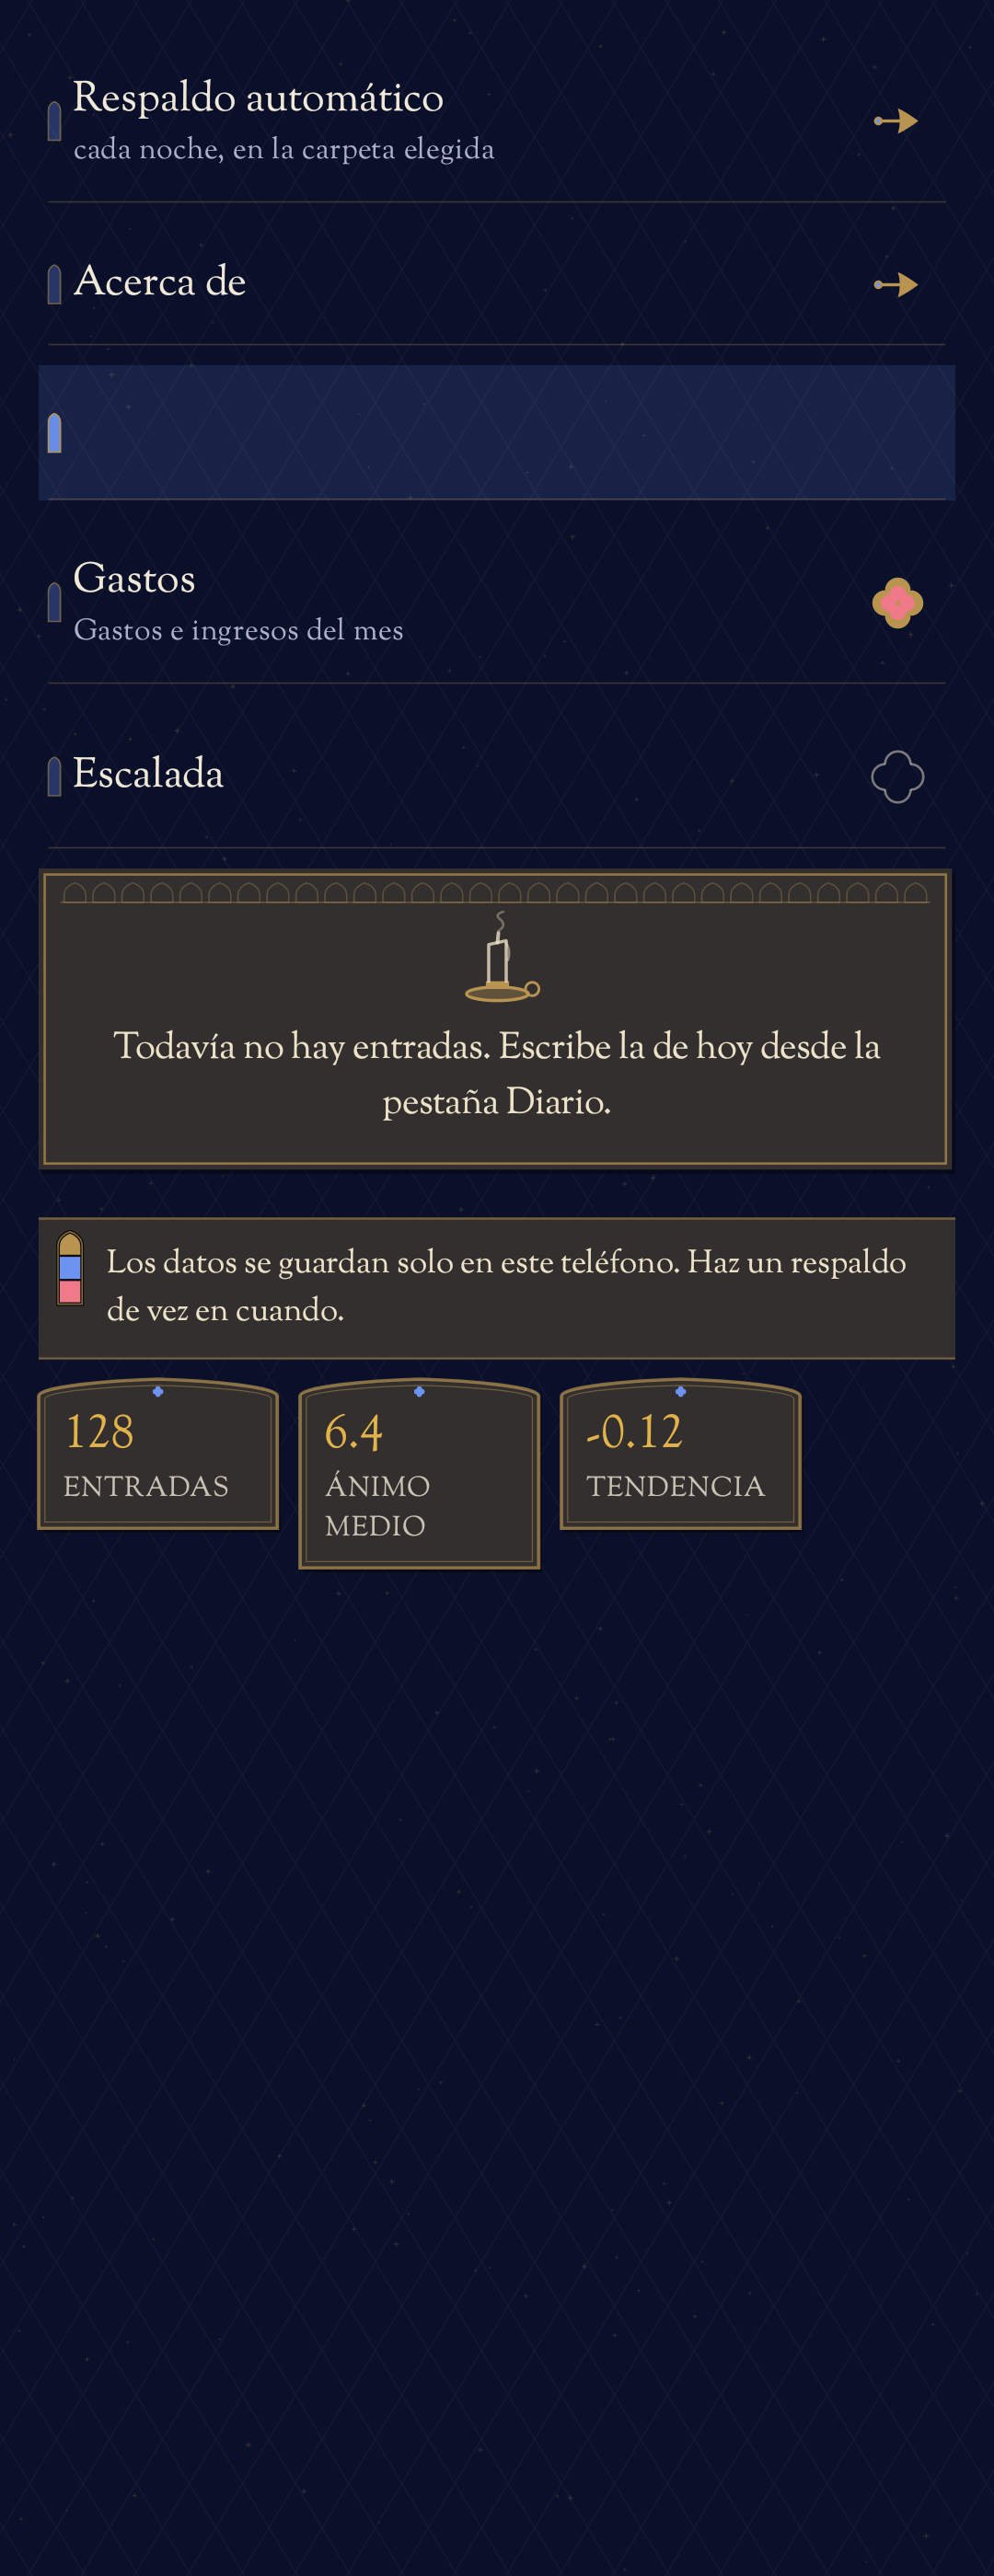 Respaldo automático
cada noche, en la carpeta elegida
Acerca de
Gastos
Gastos e ingresos del mes
Escalada
Todavía no hay entradas. Escribe la de hoy desde la
pestaña Diario.
Los datos se guardan solo en este teléfono. Haz un respaldo
de vez en cuando.
128
ENTRADAS
6.4
ÁNIMO
MEDIO
-0.12
TENDENCIA